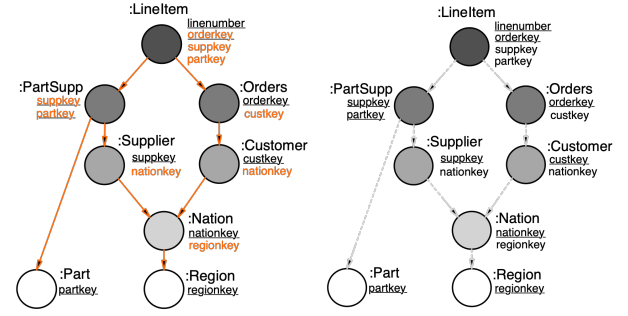 :LineItem
linenumber
orderkey
suppkey
partkey
:PartSupp
suppkey
partkey
:Orders
orderkey
custkey
:Supplier
suppkey
nationkey
:Customer
custkey
nationkey
:Nation
nationkey
regionkey
:Part
partkey
:Region
regionkey
:LineItem
linenumber
orderkey
suppkey
partkey
:PartSupp
suppkey
partkey
:Orders
orderkey
custkey
:Supplier
suppkey
nationkey
:Customer
custkey
nationkey
:Nation
nationkey
regionkey
:Part
partkey
:Region
regionkey